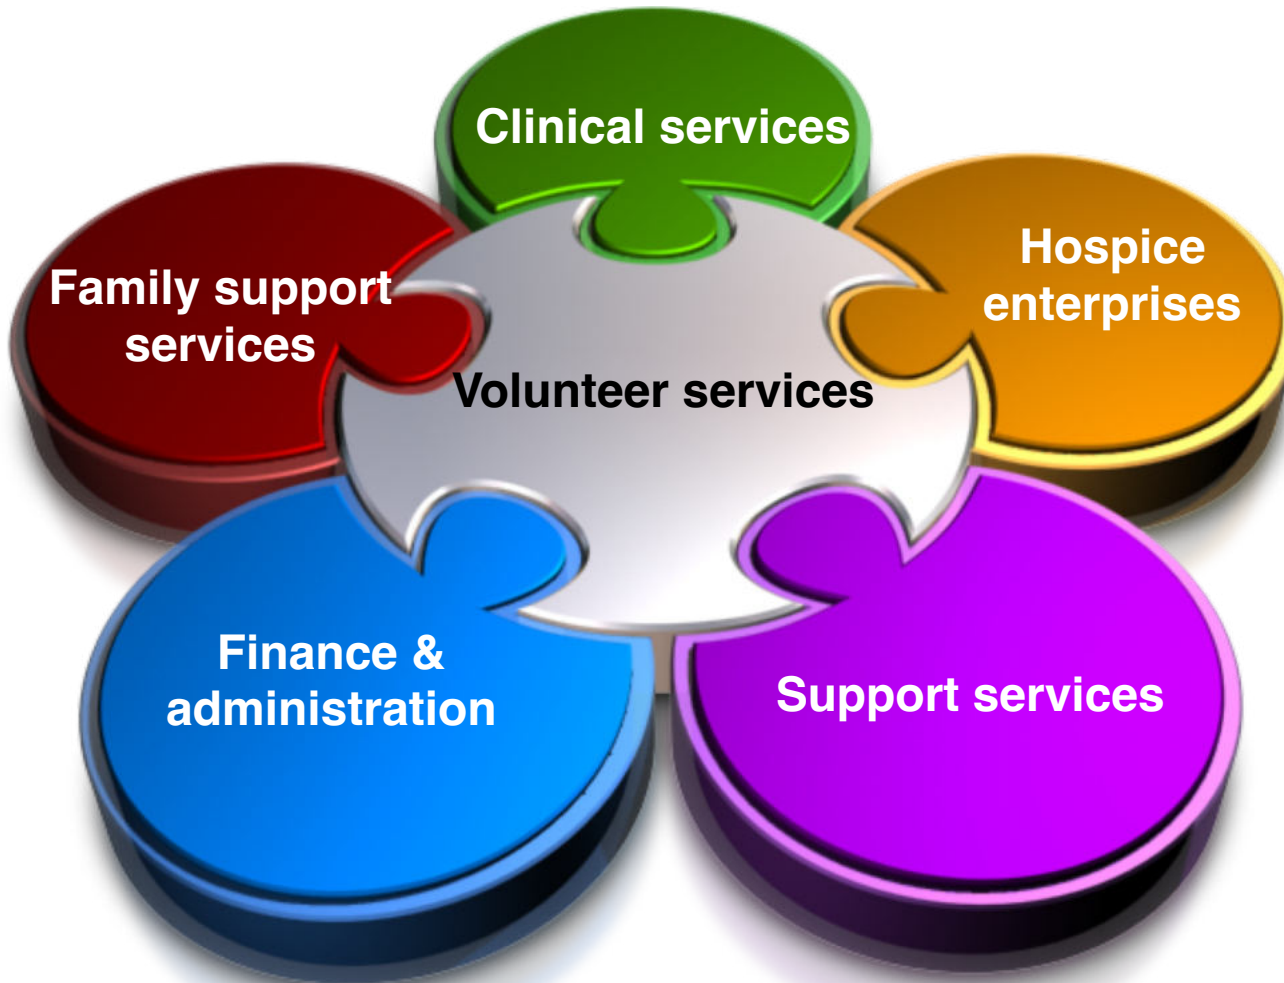 Clinical services
Hospice
enterprises
Family support
services
Volunteer services
Finance &
administration
Support services